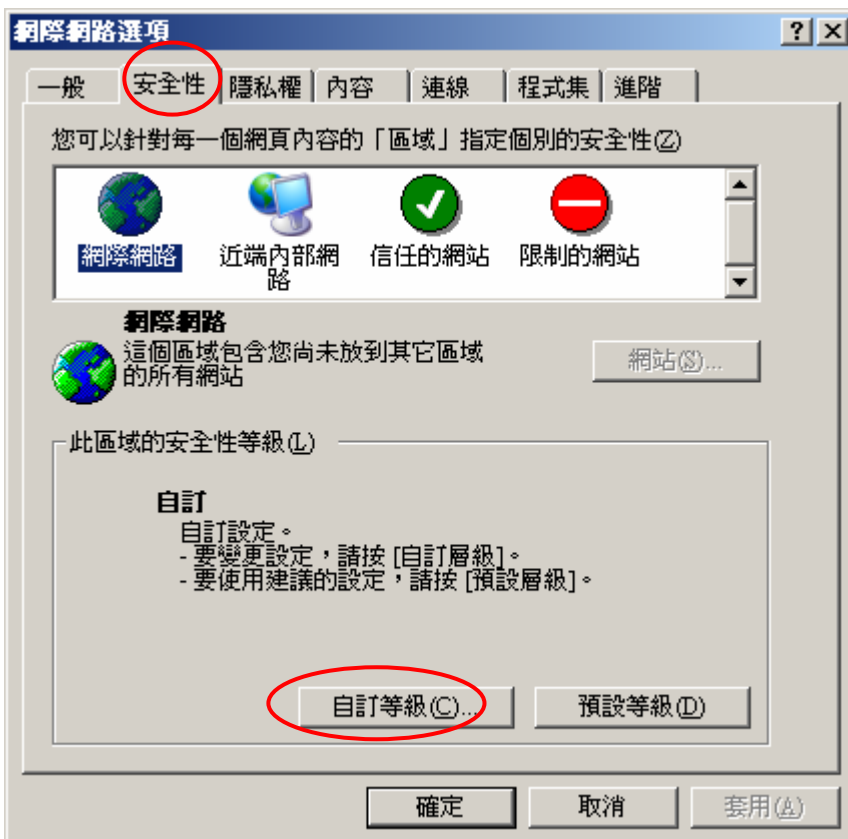 網際網路選項
一般 安全性 隱私權 內容 連線 程式集 進階
您可以針對每一個網頁內容的「區域」指定個別的安全性(Z)
網際網路 近端內部網路 信任的網站 限制的網站
網際網路
這個區域包含您尚未放到其它區域
的所有網站
網站(S)...
此區域的安全性等級(L)
自訂
自訂設定。
- 要變更設定，請按 [自訂層級]。
- 要使用建議的設定，請按 [預設層級]。
自訂等級(C)... 預設等級(D)
確定 取消 套用(A)